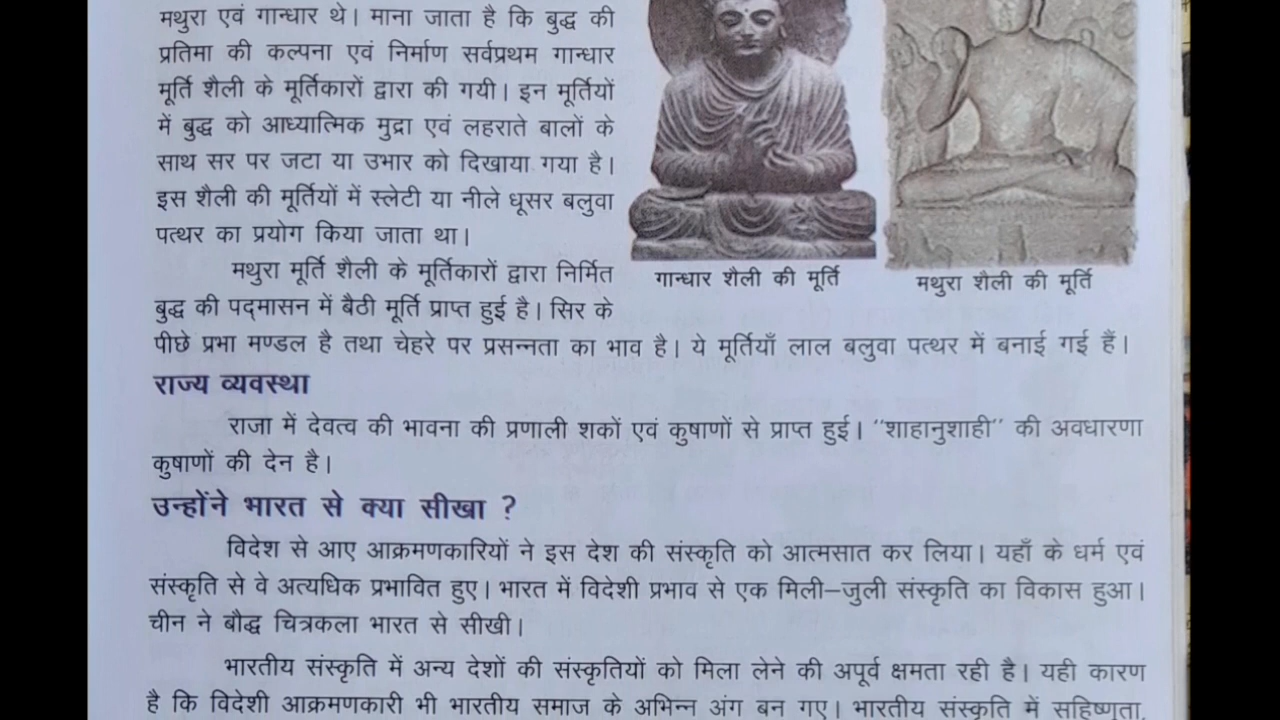 मथुरा एवं गान्धार थे। माना जाता है कि बुद्ध की
प्रतिमा की कल्पना एवं निर्माण सर्वप्रथम गान्धार
मूर्ति शैली के मूर्तिकारों द्वारा की गयी। इन मूर्तियों
में बुद्ध को आध्यात्मिक मुद्रा एवं लहराते बालों के
साथ सर पर जटा या उभार को दिखाया गया है।
इस शैली की मूर्तियों में स्लेटी या नीले धूसर बलुवा
पत्थर का प्रयोग किया जाता था।
गान्धार शैली की मूर्ति
मथुरा शैली की मूर्ति
मथुरा मूर्ति शैली के मूर्तिकारों द्वारा निर्मित
बुद्ध की पद्मासन में बैठी मूर्ति प्राप्त हुई है। सिर के
पीछे प्रभा मण्डल है तथा चेहरे पर प्रसन्नता का भाव है। ये मूर्तियाँ लाल बलुवा पत्थर में बनाई गई हैं।
राज्य व्यवस्था
राजा में देवत्व की भावना की प्रणाली शकों एवं कुषाणों से प्राप्त हुई। "शाहानुशाही" की अवधारणा
कुषाणों की देन है।
उन्होंने भारत से क्या सीखा ?
विदेश से आए आक्रमणकारियों ने इस देश की संस्कृति को आत्मसात कर लिया। यहाँ के धर्म एवं
संस्कृति से वे अत्यधिक प्रभावित हुए। भारत में विदेशी प्रभाव से एक मिली–जुली संस्कृति का विकास हुआ।
चीन ने बौद्ध चित्रकला भारत से सीखी।
भारतीय संस्कृति में अन्य देशों की संस्कृतियों को मिला लेने की अपूर्व क्षमता रही है। यही कारण
है कि विदेशी आक्रमणकारी भी भारतीय समाज के अभिन्न अंग बन गए। भारतीय संस्कृति में सहिष्णता,